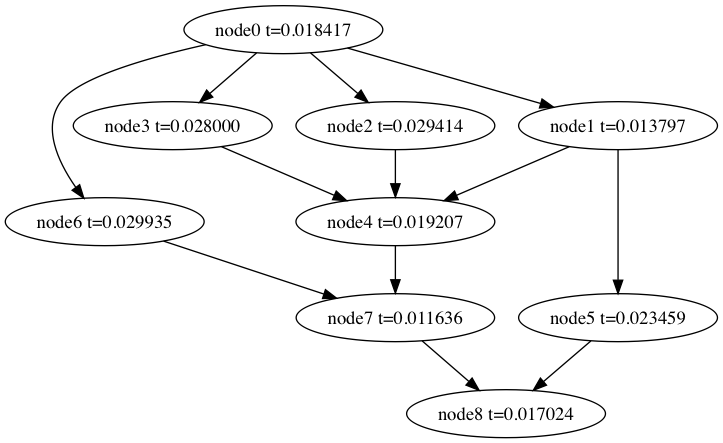 node0 t=0.018417
node3 t=0.028000
node2 t=0.029414
node1 t=0.013797
node6 t=0.029935
node4 t=0.019207
node7 t=0.011636
node5 t=0.023459
node8 t=0.017024